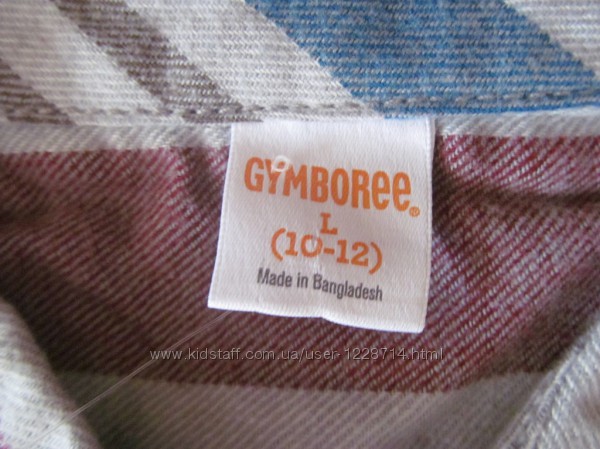 GYMBOREE®
L
(10-12)
Made in Bangladesh
www.kidstaff.com.ua/user-1229714.html